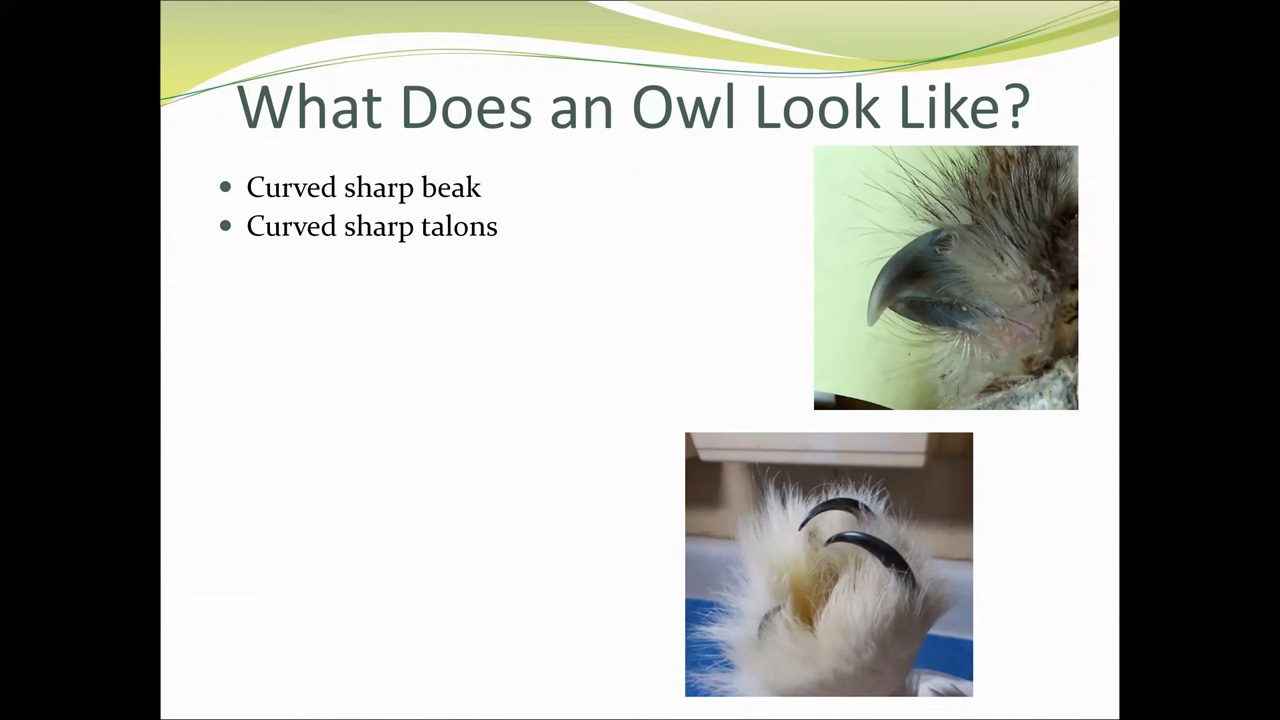 What Does an Owl Look Like?
• Curved sharp beak
• Curved sharp talons